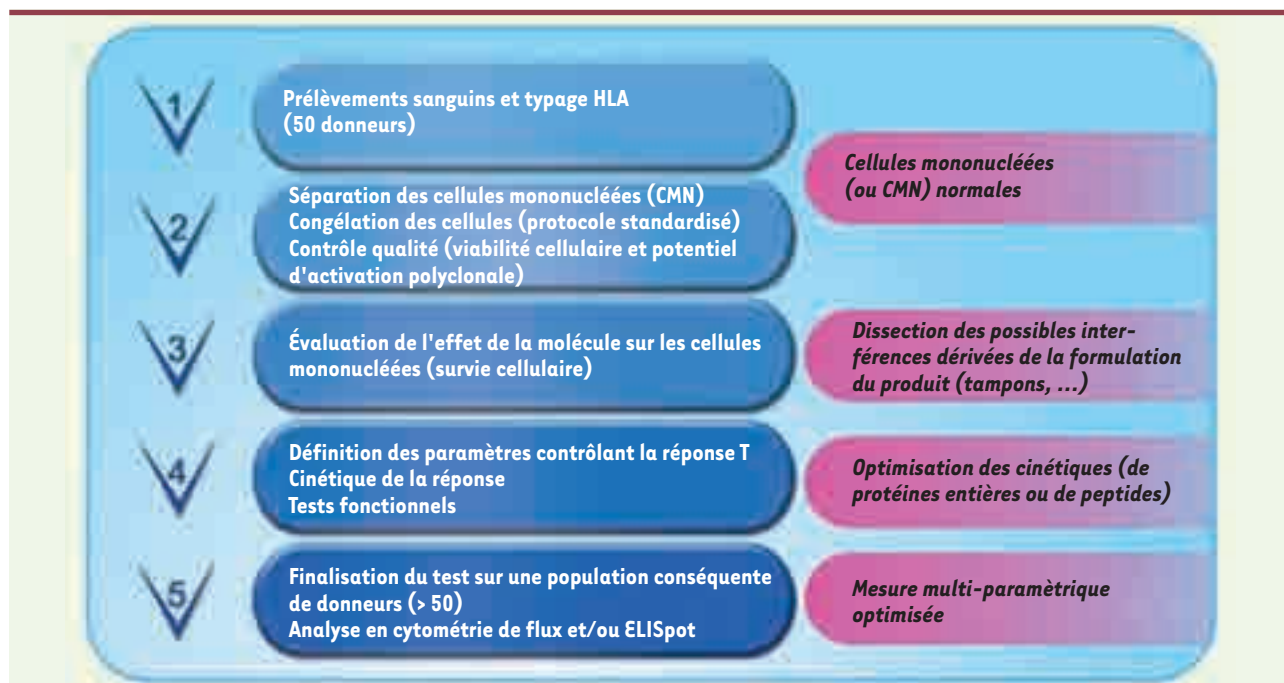 1
Prélèvements sanguins et typage HLA
(50 donneurs)
Cellules mononucléées
(ou CMN) normales
2
Séparation des cellules mononucléées (CMN)
Congélation des cellules (protocole standardisé)
Contrôle qualité (viabilité cellulaire et potentiel
d'activation polyclonale)
3
Évaluation de l'effet de la molécule sur les cellules
mononucléées (survie cellulaire)
Dissection des possibles inter-
férences dérivées de la formulation
du produit (tampons, ...)
4
Définition des paramètres contrôlant la réponse T
Cinétique de la réponse
Tests fonctionnels
Optimisation des cinétiques (de
protéines entières ou de peptides)
5
Finalisation du test sur une population conséquente
de donneurs (> 50)
Analyse en cytométrie de flux et/ou ELISpot
Mesure multi-paramètrique
optimisée